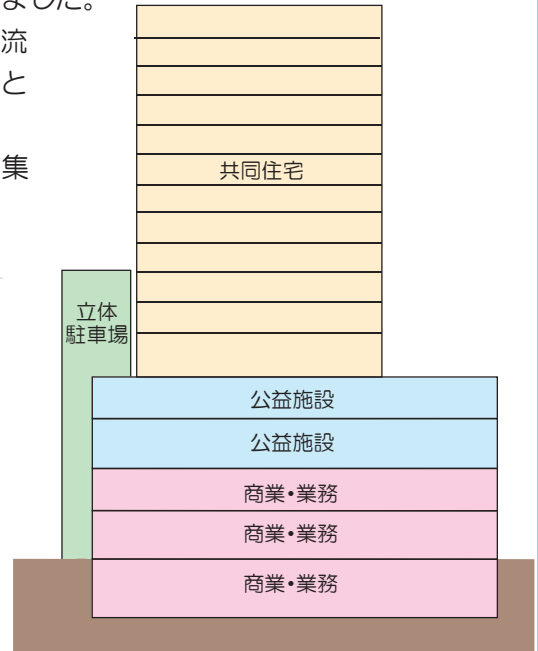 ました。
流
と
集
共同住宅
立体
駐車場
公益施設
公益施設
商業・業務
商業・業務
商業・業務